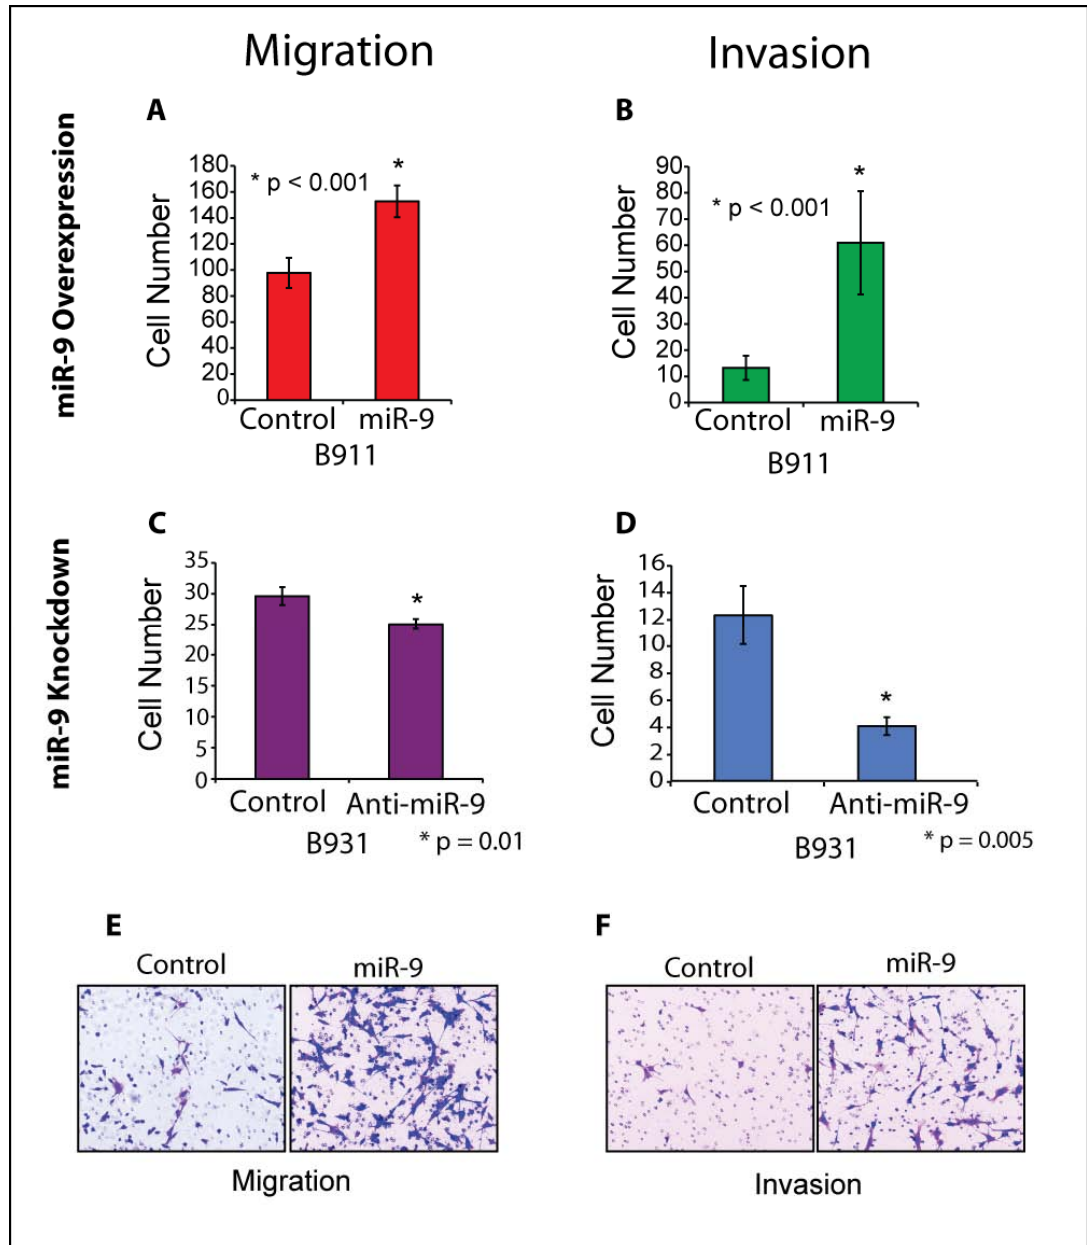 Migration
Invasion
miR-9 Overexpression
A
Cell Number
180
160
140
120
100
80
60
40
20
0
* p < 0.001
*
Control
miR-9
B911
B
Cell Number
90
80
70
60
50
40
30
20
10
0
* p < 0.001
*
Control
miR-9
B911
miR-9 Knockdown
C
Cell Number
35
30
25
20
15
10
5
0
*
Control
Anti-miR-9
B931
* p = 0.01
D
Cell Number
16
14
12
10
8
6
4
2
0
*
Control
Anti-miR-9
B931
* p = 0.005
E
Control
miR-9
Migration
F
Control
miR-9
Invasion